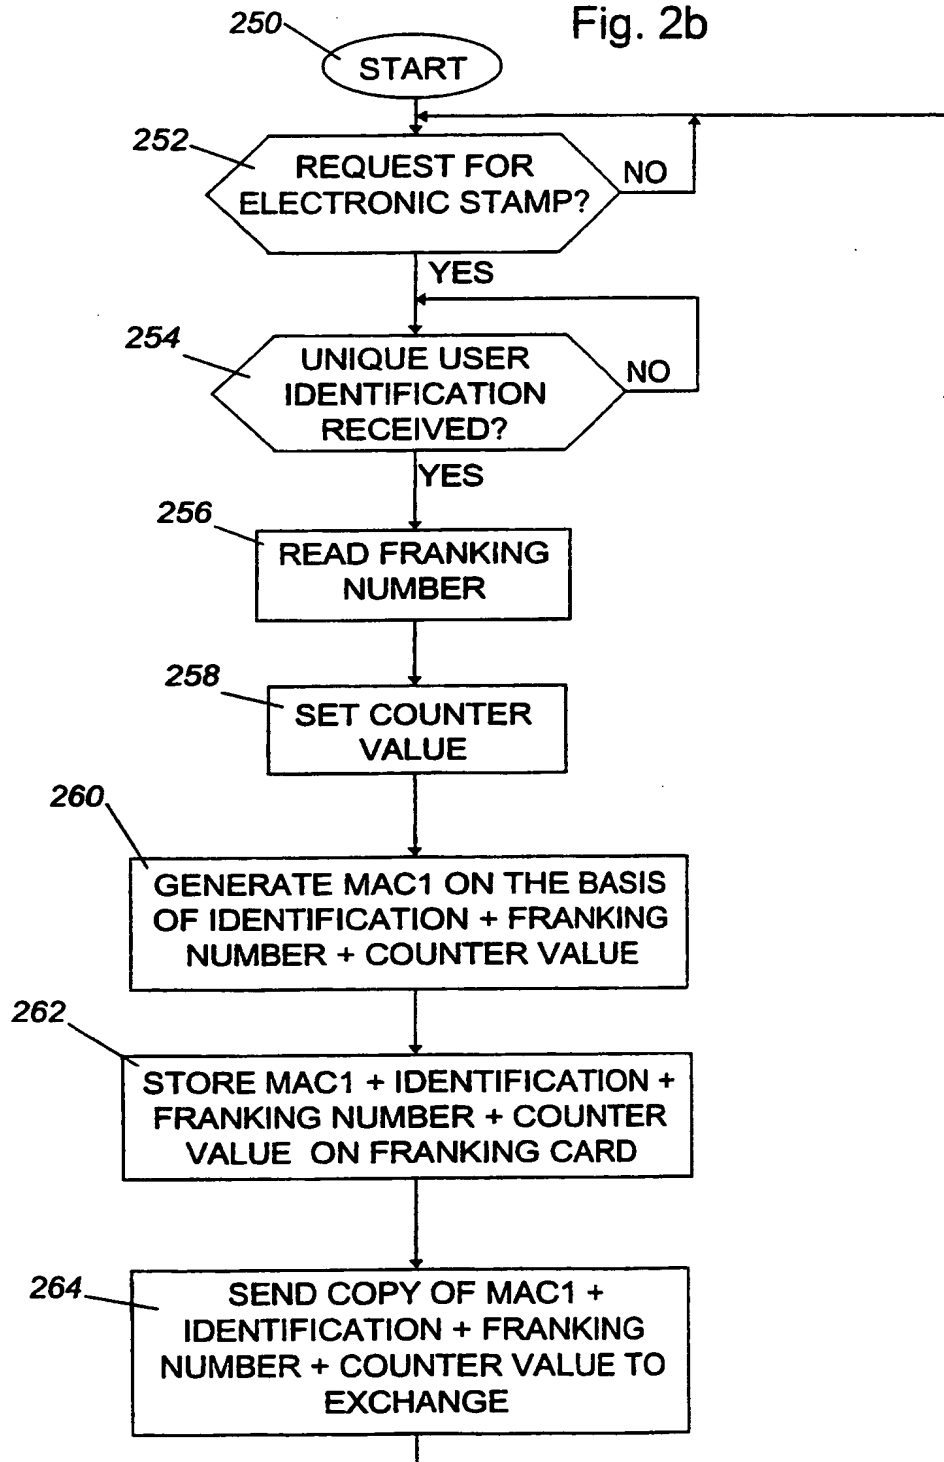 Fig. 2b
250
START
252
REQUEST FOR
ELECTRONIC STAMP?
NO
YES
254
UNIQUE USER
IDENTIFICATION
RECEIVED?
NO
YES
256
READ FRANKING
NUMBER
258
SET COUNTER
VALUE
260
GENERATE MAC1 ON THE BASIS
OF IDENTIFICATION + FRANKING
NUMBER + COUNTER VALUE
262
STORE MAC1 + IDENTIFICATION +
FRANKING NUMBER + COUNTER
VALUE ON FRANKING CARD
264
SEND COPY OF MAC1 +
IDENTIFICATION + FRANKING
NUMBER + COUNTER VALUE TO
EXCHANGE